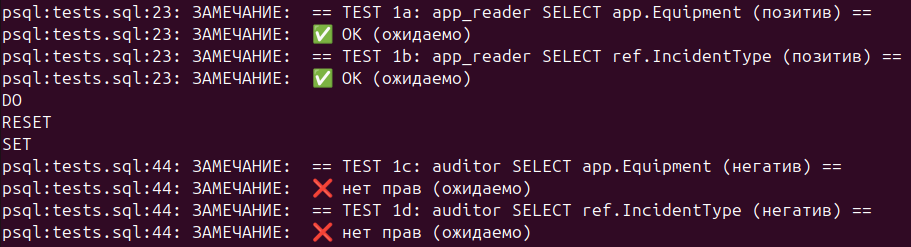 psql:tests.sql:23: ЗАМЕЧАНИЕ:  == TEST 1a: app_reader SELECT app.Equipment (позитив) ==
psql:tests.sql:23: ЗАМЕЧАНИЕ:  ✅ OK (ожидаемо)
psql:tests.sql:23: ЗАМЕЧАНИЕ:  == TEST 1b: app_reader SELECT ref.IncidentType (позитив) ==
psql:tests.sql:23: ЗАМЕЧАНИЕ:  ✅ OK (ожидаемо)
DO
RESET
SET
psql:tests.sql:44: ЗАМЕЧАНИЕ:  == TEST 1c: auditor SELECT app.Equipment (негатив) ==
psql:tests.sql:44: ЗАМЕЧАНИЕ:  ❌ нет прав (ожидаемо)
psql:tests.sql:44: ЗАМЕЧАНИЕ:  == TEST 1d: auditor SELECT ref.IncidentType (негатив) ==
psql:tests.sql:44: ЗАМЕЧАНИЕ:  ❌ нет прав (ожидаемо)